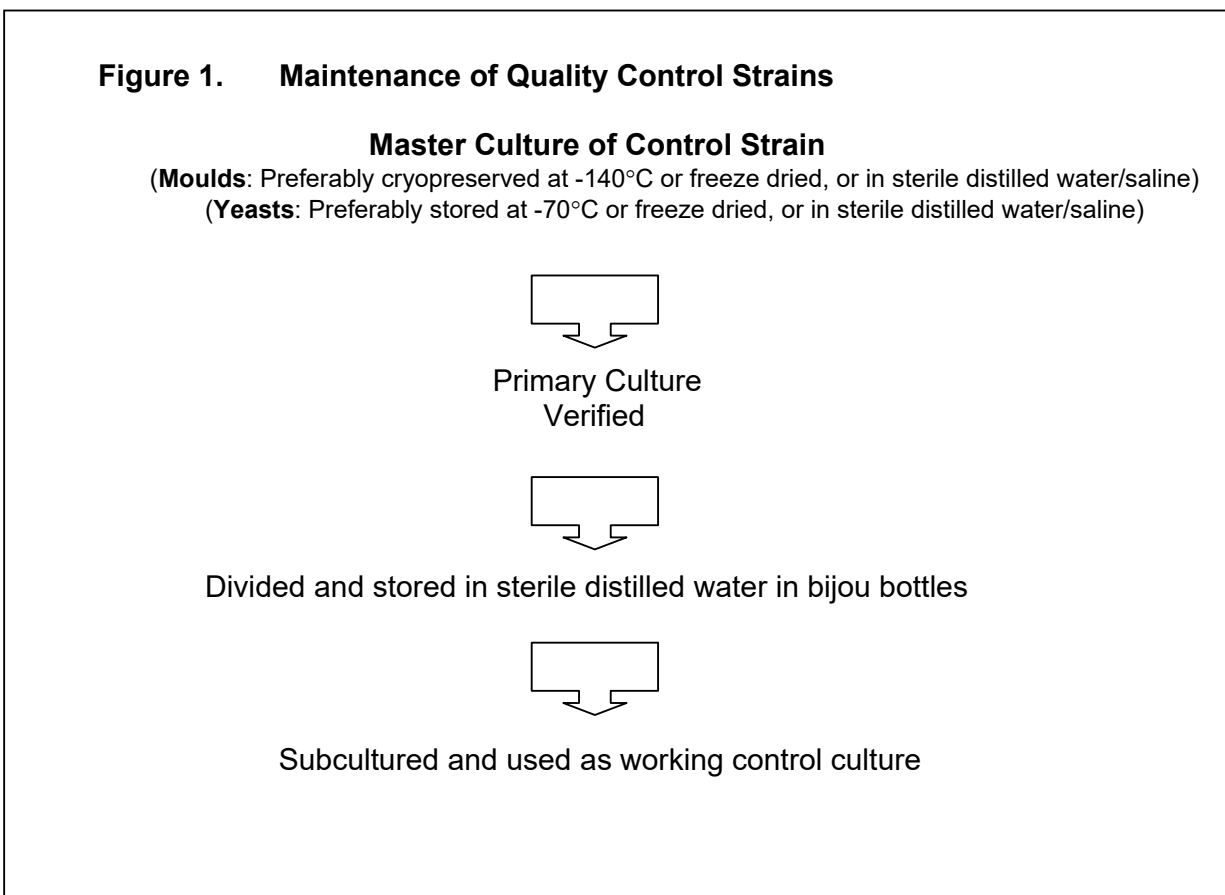 Figure 1. Maintenance of Quality Control Strains
Master Culture of Control Strain
(Moulds: Preferably cryopreserved at -140°C or freeze dried, or in sterile distilled water/saline)
(Yeasts: Preferably stored at -70°C or freeze dried, or in sterile distilled water/saline)
Primary Culture
Verified
Divided and stored in sterile distilled water in bijou bottles
Subcultured and used as working control culture